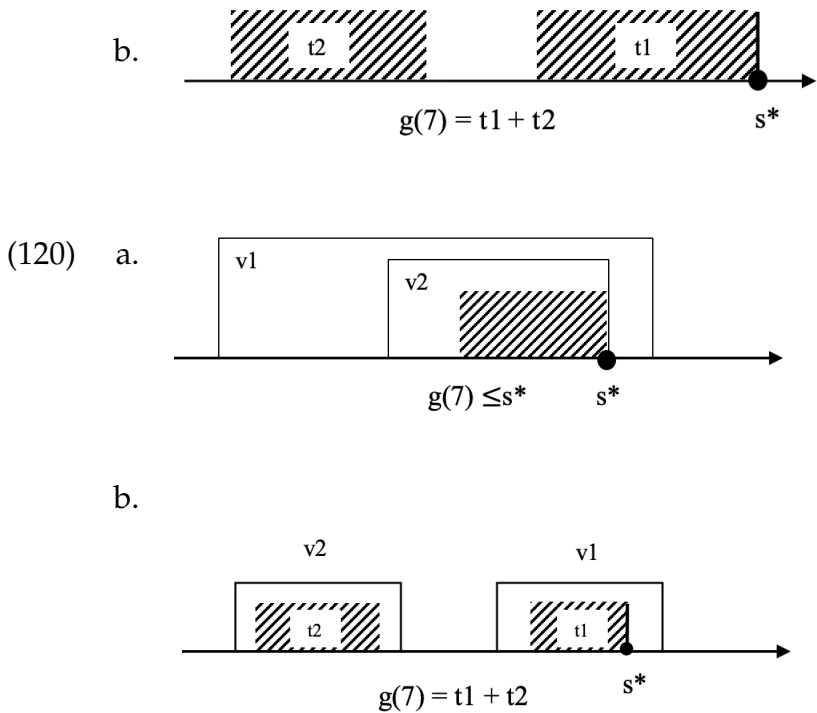 b.
t2 t1
g(7) = t1 + t2 s*
(120) a.
v1
v2
g(7) ≤s* s*
b.
v2 v1
t2 t1
g(7) = t1 + t2 s*